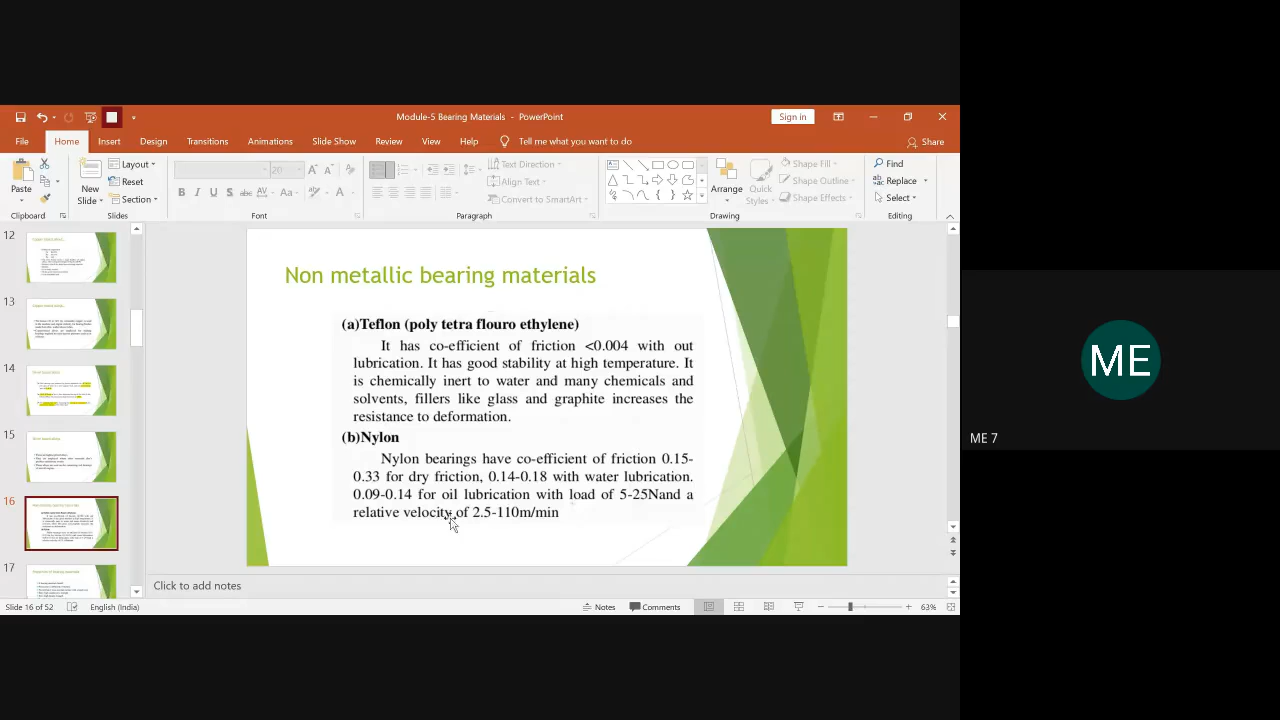 Module-5 Bearing Materials - PowerPoint
Sign in
File Home Insert Design Transitions Animations Slide Show Review View Help Tell me what you want to do Share
Paste
Clipboard
New Slide
Layout
Reset
Section
Slides
20
Font
Text Direction
Align Text
Convert to SmartArt
Paragraph
Arrange
Quick Styles
Shape Fill
Shape Outline
Shape Effects
Drawing
Find
Replace
Select
Editing
12
13
14
15
16
17
Non metallic bearing materials
(a)Teflon (poly tetra fluoro ethylene)
It has co-efficient of friction <0.004 with out
lubrication. It has good stability at high temperature. It
is chemically inert to water and many chemicals and
solvents, fillers like glass and graphite increases the
resistance to deformation.
(b)Nylon
Nylon bearings have co-efficient of friction 0.15-
0.33 for dry friction, 0.14-0.18 with water lubrication.
0.09-0.14 for oil lubrication with load of 5-25Nand a
relative velocity of 2.5-110m/min
Click to add notes
Slide 16 of 52 English (India) Notes Comments 63%
ME
ME 7